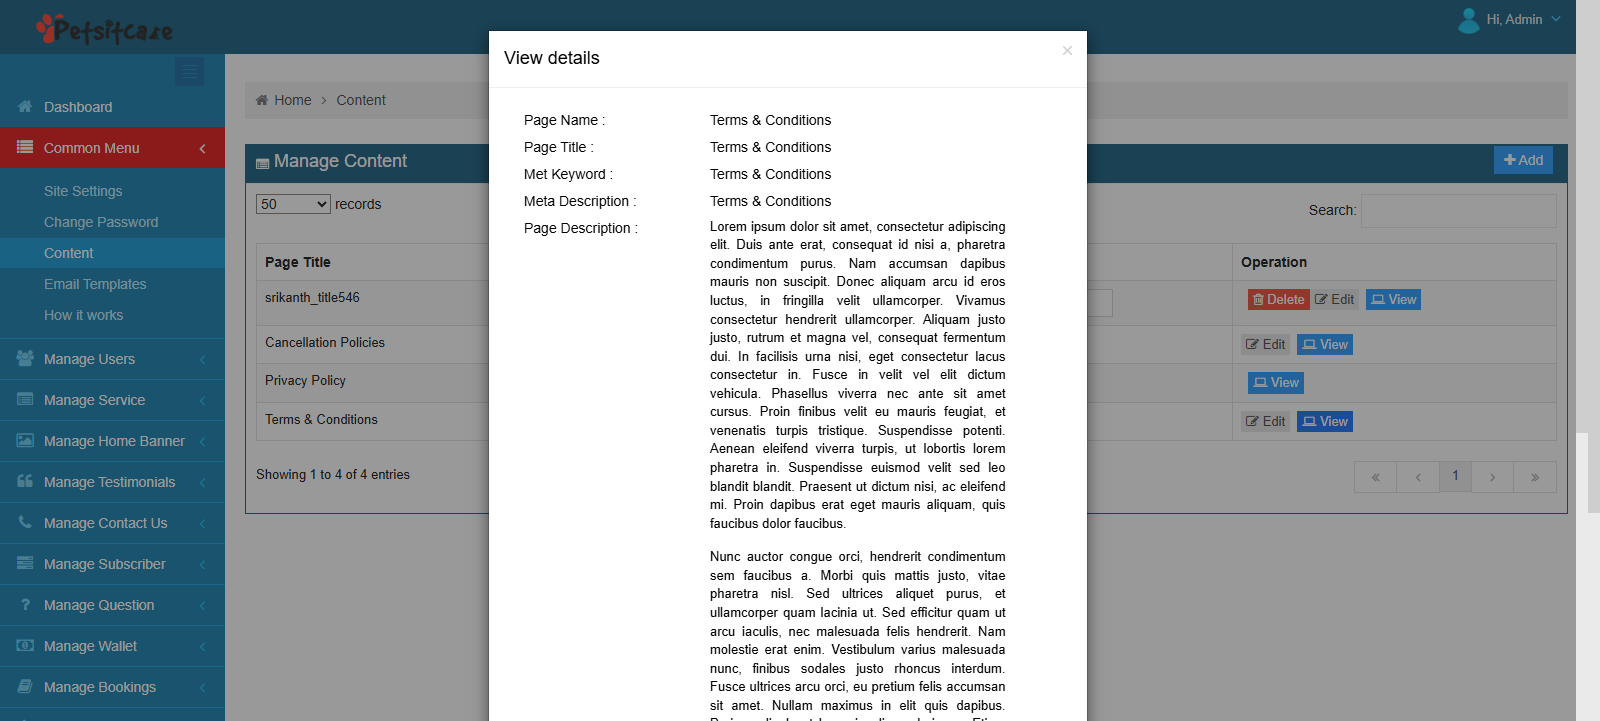 Petsitcare
Hi, Admin
View details
×
Dashboard
Common Menu
Site Settings
Change Password
Content
Email Templates
How it works
Manage Users
Manage Service
Manage Home Banner
Manage Testimonials
Manage Contact Us
Manage Subscriber
Manage Question
Manage Wallet
Manage Bookings
Home > Content
Manage Content
Add
50 records
Search:
Page Title
Operation
srikanth_title546
Delete Edit View
Cancellation Policies
Edit View
Privacy Policy
View
Terms & Conditions
Edit View
Showing 1 to 4 of 4 entries
« ‹ 1 › »
Page Name : Terms & Conditions
Page Title : Terms & Conditions
Met Keyword : Terms & Conditions
Meta Description : Terms & Conditions
Page Description :
Lorem ipsum dolor sit amet, consectetur adipiscing
elit. Duis ante erat, consequat id nisi a, pharetra
condimentum purus. Nam accumsan dapibus
mauris non suscipit. Donec aliquam arcu id eros
luctus, in fringilla velit ullamcorper. Vivamus
consectetur hendrerit ullamcorper. Aliquam justo
justo, rutrum et magna vel, consequat fermentum
dui. In facilisis urna nisi, eget consectetur lacus
consectetur in. Fusce in velit vel elit dictum
vehicula. Phasellus viverra nec ante sit amet
cursus. Proin finibus velit eu mauris feugiat, et
venenatis turpis tristique. Suspendisse potenti.
Aenean eleifend viverra turpis, ut lobortis lorem
pharetra in. Suspendisse euismod velit sed leo
blandit blandit. Praesent ut dictum nisi, ac eleifend
mi. Proin dapibus erat eget mauris aliquam, quis
faucibus dolor faucibus.
Nunc auctor congue orci, hendrerit condimentum
sem faucibus a. Morbi quis mattis justo, vitae
pharetra nisl. Sed ultrices aliquet purus, et
ullamcorper quam lacinia ut. Sed efficitur quam ut
arcu iaculis, nec malesuada felis hendrerit. Nam
molestie erat enim. Vestibulum varius malesuada
nunc, finibus sodales justo rhoncus interdum.
Fusce ultrices arcu orci, eu pretium felis accumsan
sit amet. Nullam maximus in elit quis dapibus.